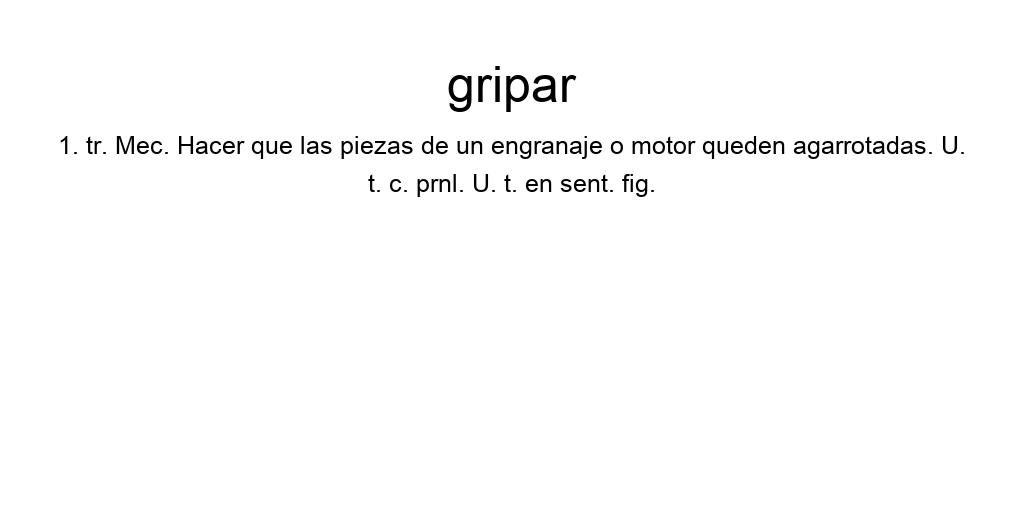 gripar
1. tr. Mec. Hacer que las piezas de un engranaje o motor queden agarrotadas. U.
t. c. prnl. U. t. en sent. fig.